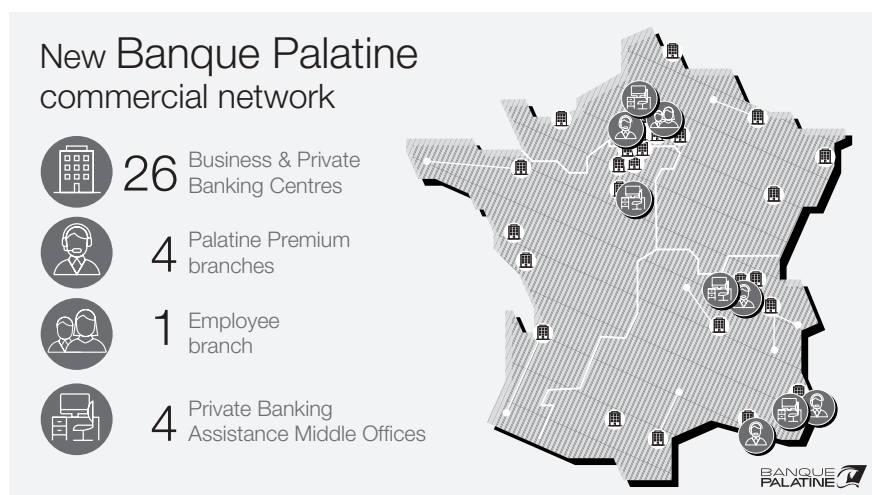 New Banque Palatine
commercial network
26
Business & Private
Banking Centres
4
Palatine Premium
branches
1
Employee
branch
4
Private Banking
Assistance Middle Offices
BANQUE
PALATINE